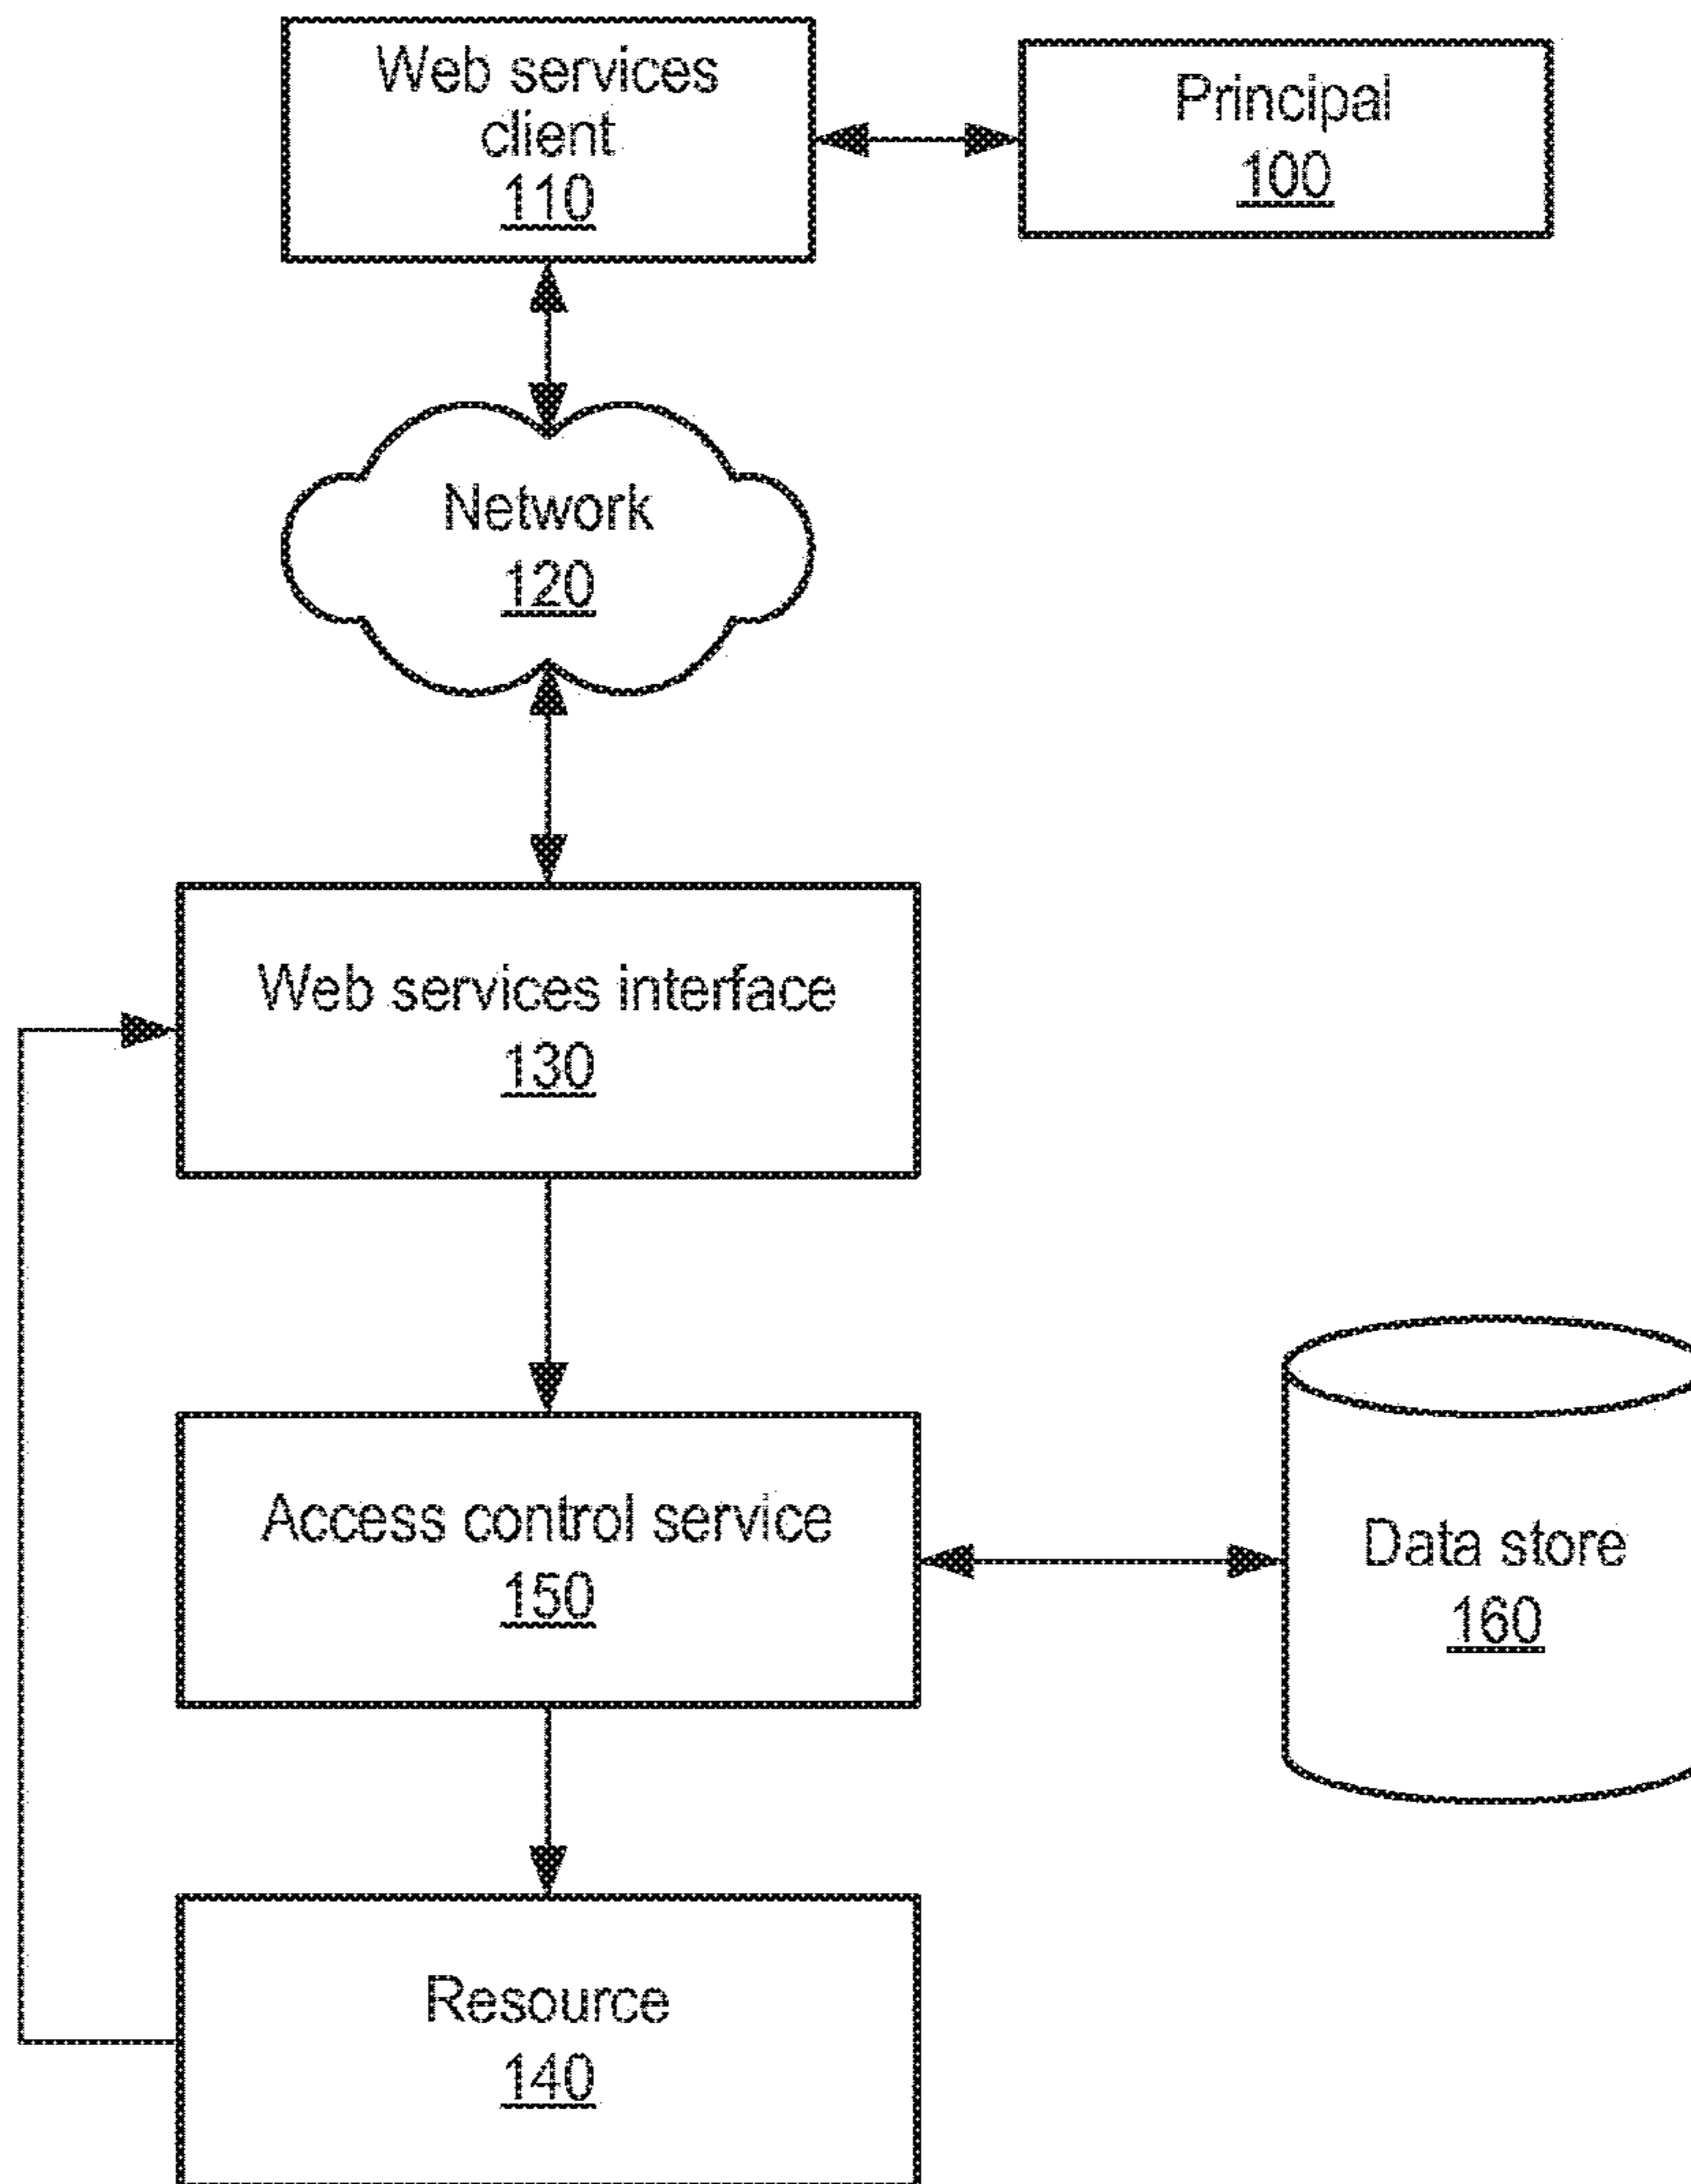 Web services
client
110
Principal
100
Network
120
Web services interface
130
Access control service
150
Data store
160
Resource
140